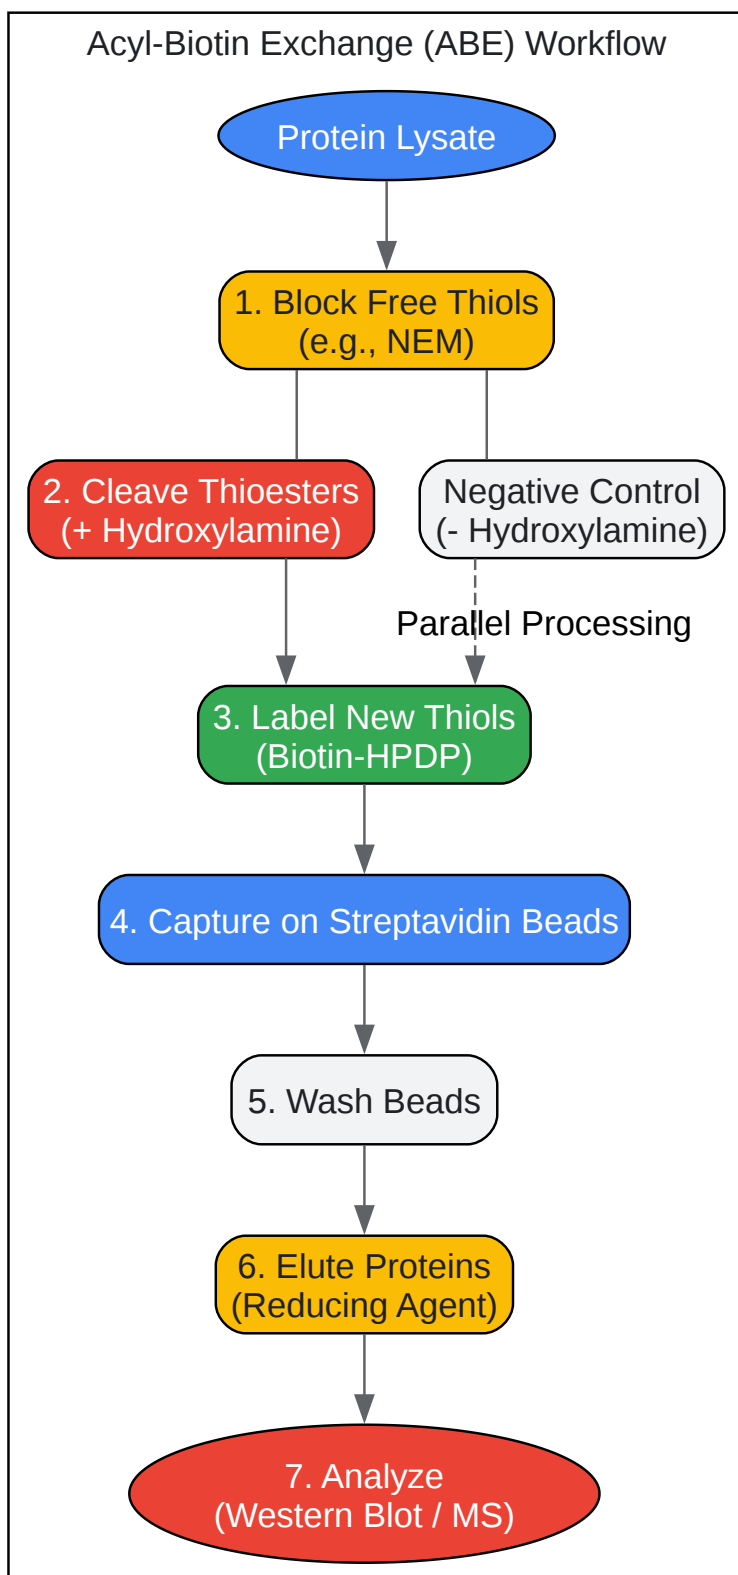 Acyl-Biotin Exchange (ABE) Workflow
Protein Lysate
1. Block Free Thiols
(e.g., NEM)
2. Cleave Thioesters
(+ Hydroxylamine)
Negative Control
(- Hydroxylamine)
Parallel Processing
3. Label New Thiols
(Biotin-HPDP)
4. Capture on Streptavidin Beads
5. Wash Beads
6. Elute Proteins
(Reducing Agent)
7. Analyze
(Western Blot / MS)